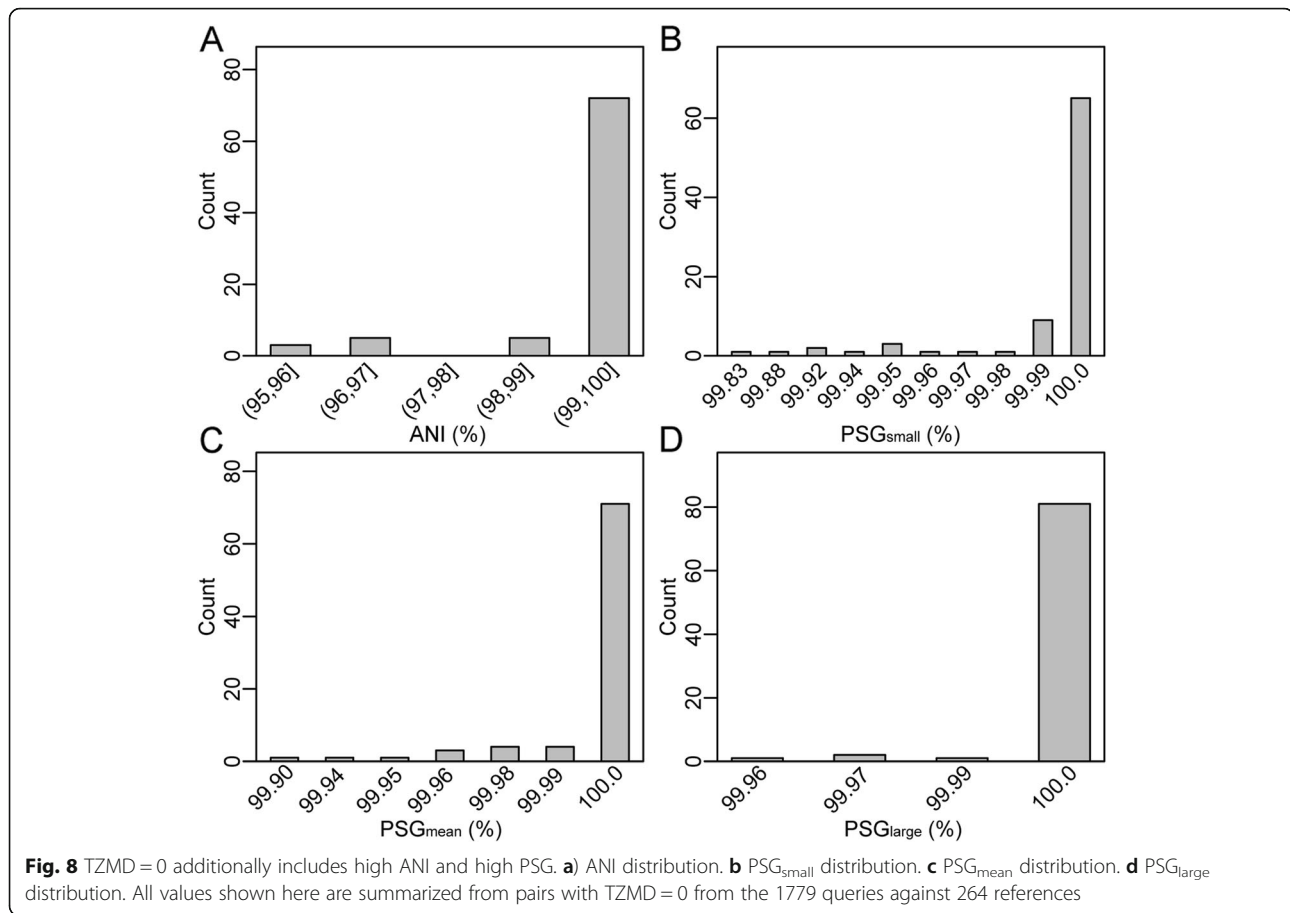 A
Count
0 20 40 60 80
(95,96] (96,97] (97,98] (98,99] (99,100]
ANI (%)
B
Count
0 20 40 60
99.83 99.88 99.92 99.94 99.95 99.96 99.97 99.98 99.99 100.0
PSGsmall (%)
C
Count
0 20 40 60 80
99.90 99.94 99.95 99.96 99.98 99.99 100.0
PSGmean (%)
D
Count
0 20 40 60 80
99.96 99.97 99.99 100.0
PSGlarge (%)
Fig. 8 TZMD = 0 additionally includes high ANI and high PSG. a) ANI distribution. b PSGsmall distribution. c PSGmean distribution. d PSGlarge
distribution. All values shown here are summarized from pairs with TZMD = 0 from the 1779 queries against 264 references